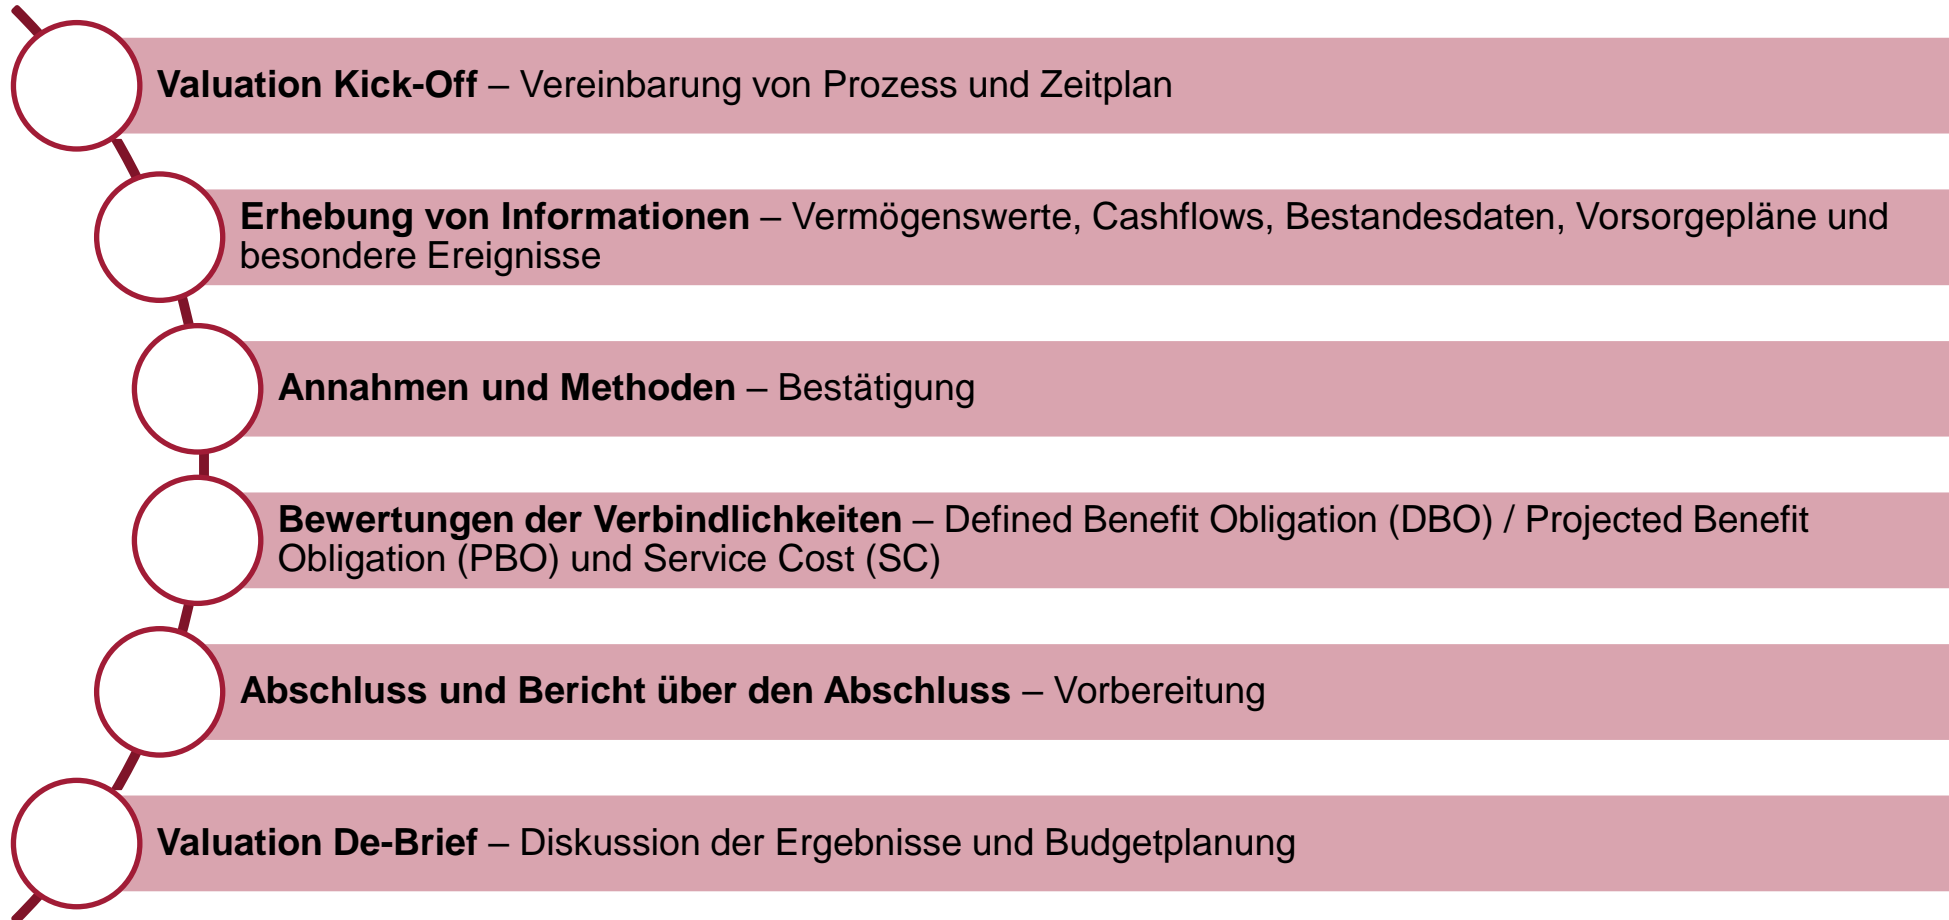 Valuation Kick-Off – Vereinbarung von Prozess und Zeitplan
Erhebung von Informationen – Vermögenswerte, Cashflows, Bestandesdaten, Vorsorgepläne und
besondere Ereignisse
Annahmen und Methoden – Bestätigung
Bewertungen der Verbindlichkeiten – Defined Benefit Obligation (DBO) / Projected Benefit
Obligation (PBO) und Service Cost (SC)
Abschluss und Bericht über den Abschluss – Vorbereitung
Valuation De-Brief – Diskussion der Ergebnisse und Budgetplanung